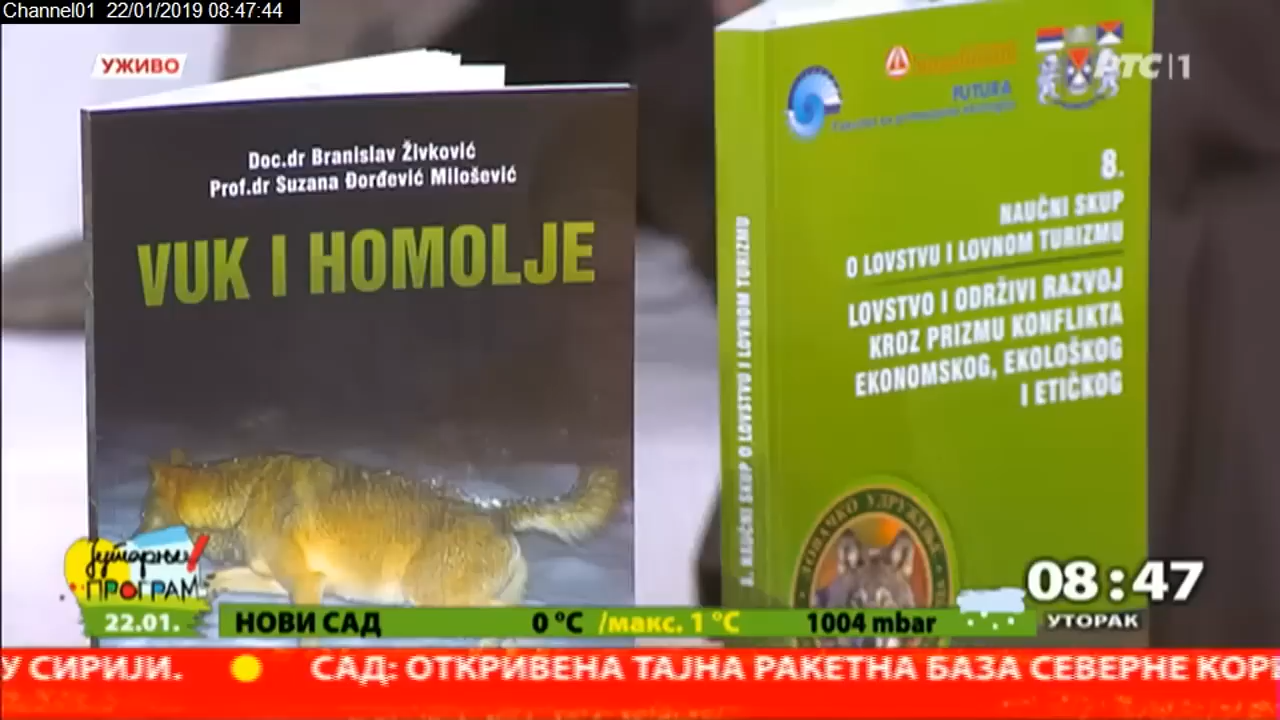 Channel01 22/01/2019 08:47:44
УЖИВО
РТС|1
Doc.dr Branislav Živković
Prof.dr Suzana Đorđević Milošević
VUK I HOMOLJE
FUTURA
8.
NAUČNI SKUP
O LOVSTVU I LOVNOM TURIZMU
LOVSTVO I ODRŽIVI RAZVOJ
KROZ PRIZMU KONFLIKTA
EKONOMSKOG, EKOLOŠKOG
I ETIČKOG
8. NAUČNI SKUP O LOVSTVU I LOVNOM TURIZMU
ЛОВАЧКО УДРУЖЕЊЕ
Јутарњи
ПРОГРАМ
22.01.
НОВИ САД 0 °C /макс. 1 °C 1004 mbar
08:47
УТОРАК
У СИРИЈИ. САД: ОТКРИВЕНА ТАЈНА РАКЕТНА БАЗА СЕВЕРНЕ КОРЕ